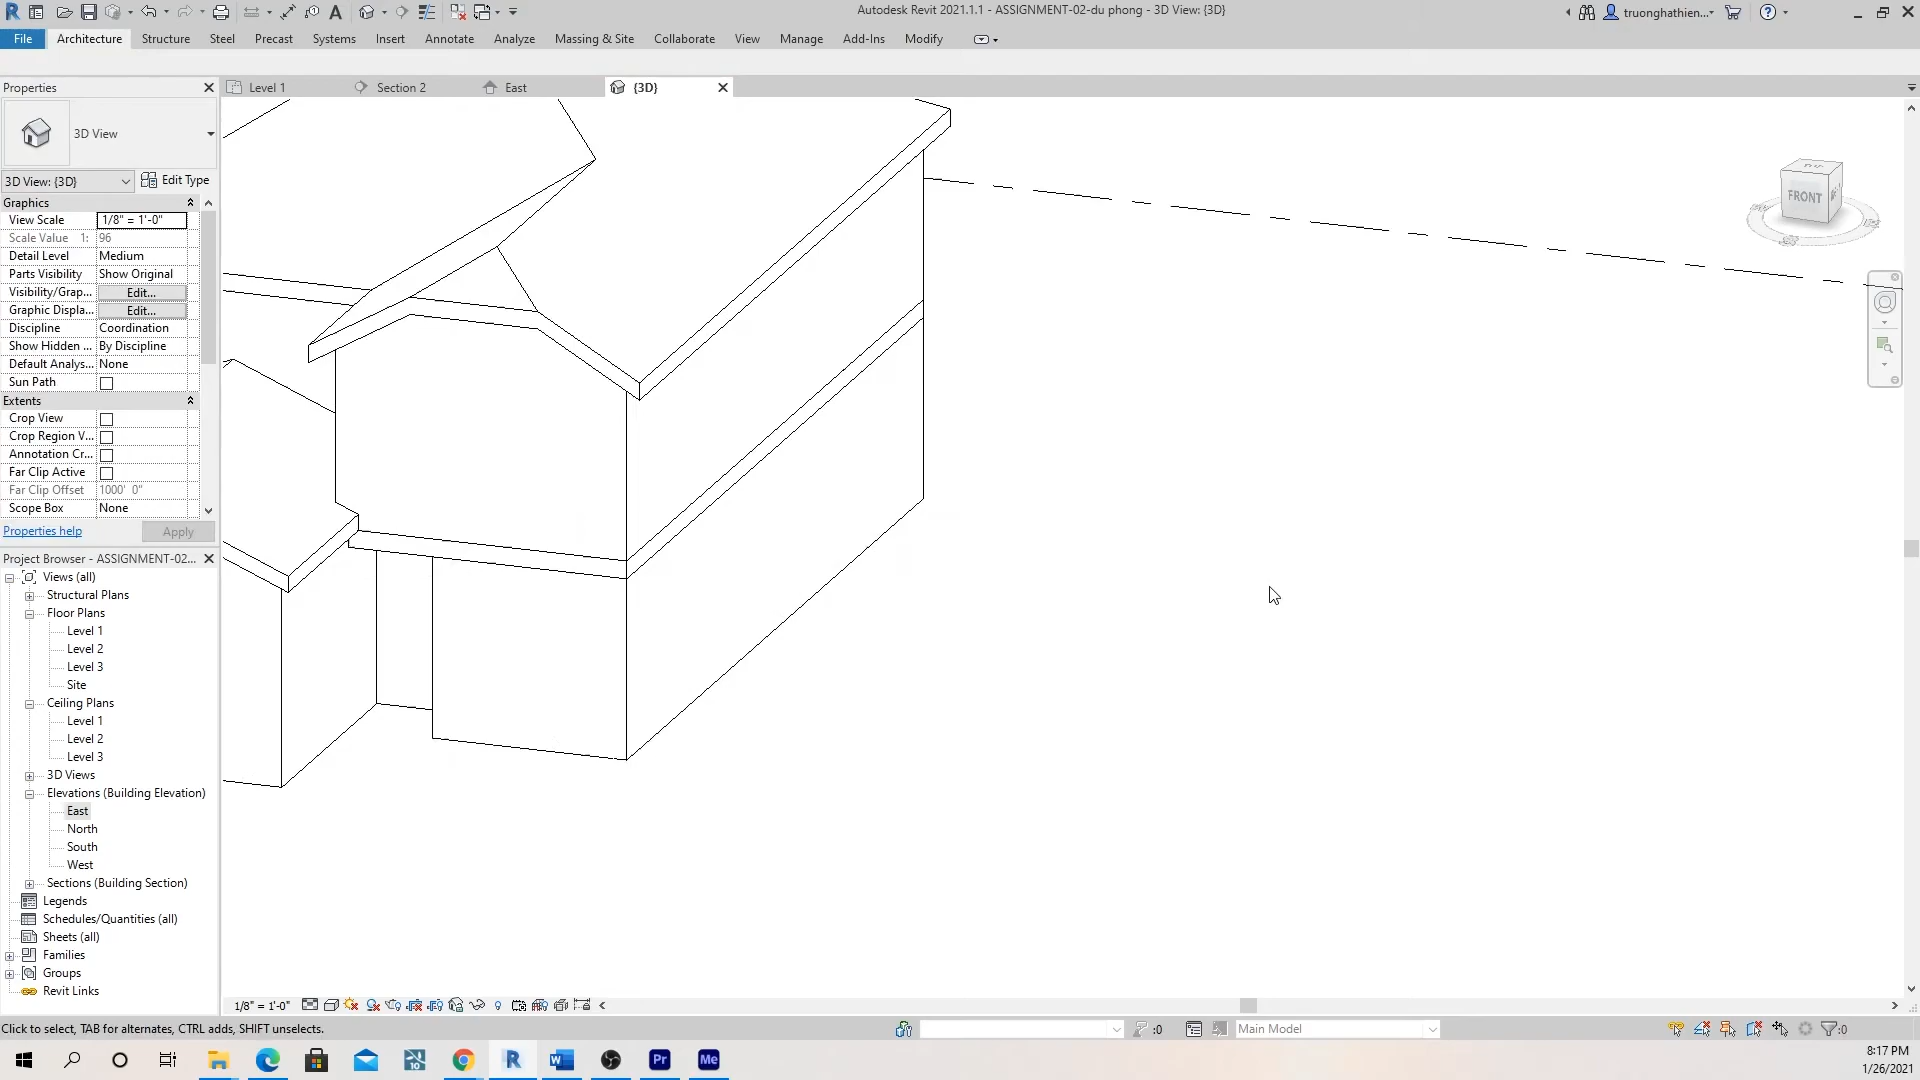 Autodesk Revit 2021.1.1 - ASSIGNMENT-02-du phong - 3D View: {3D}
truonghathien...
File Architecture Structure Steel Precast Systems Insert Annotate Analyze Massing & Site Collaborate View Manage Add-Ins Modify
Properties
Level 1 Section 2 East {3D}
3D View
3D View: {3D} Edit Type
Graphics
View Scale 1/8" = 1'-0"
Scale Value 1: 96
Detail Level Medium
Parts Visibility Show Original
Visibility/Grap... Edit...
Graphic Displa... Edit...
Discipline Coordination
Show Hidden ... By Discipline
Default Analys... None
Sun Path
Extents
Crop View
Crop Region V...
Annotation Cr...
Far Clip Active
Far Clip Offset 1000' 0"
Scope Box None
Properties help Apply
FRONT
Project Browser - ASSIGNMENT-02...
Views (all)
Structural Plans
Floor Plans
Level 1
Level 2
Level 3
Site
Ceiling Plans
Level 1
Level 2
Level 3
3D Views
Elevations (Building Elevation)
East
North
South
West
Sections (Building Section)
Legends
Schedules/Quantities (all)
Sheets (all)
Families
Groups
Revit Links
1/8" = 1'-0"
Click to select, TAB for alternates, CTRL adds, SHIFT unselects.
:0
Main Model
:0
8:17 PM
1/26/2021